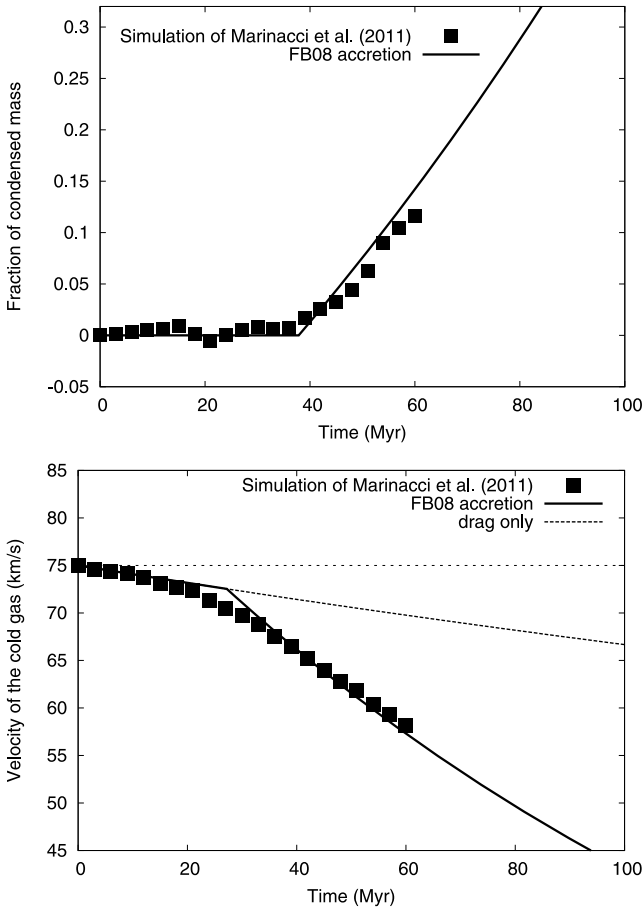 Simulation of Marinacci et al. (2011)
FB08 accretion
Fraction of condensed mass
0.3
0.25
0.2
0.15
0.1
0.05
0
-0.05
0 20 40 60 80 100
Time (Myr)
Simulation of Marinacci et al. (2011)
FB08 accretion
drag only
Velocity of the cold gas (km/s)
85
80
75
70
65
60
55
50
45
0 20 40 60 80 100
Time (Myr)